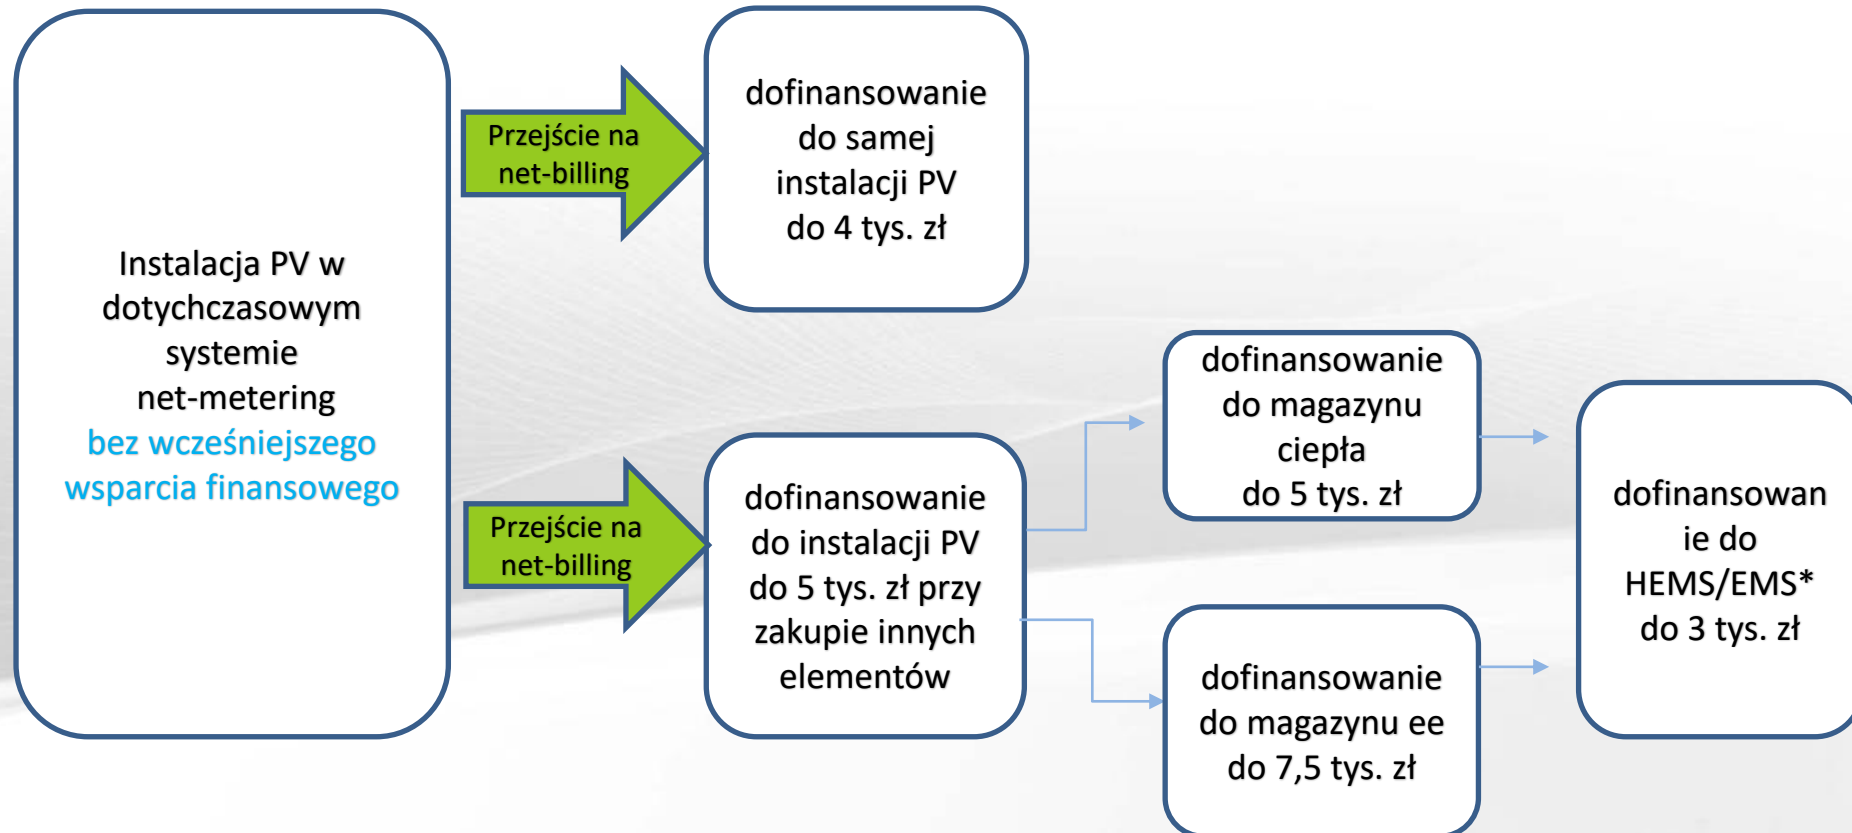 Instalacja PV w
dotychczasowym
systemie
net-metering
bez wcześniejszego
wsparcia finansowego
Przejście na
net-billing
dofinansowanie
do samej
instalacji PV
do 4 tys. zł
Przejście na
net-billing
dofinansowanie
do instalacji PV
do 5 tys. zł przy
zakupie innych
elementów
dofinansowanie
do magazynu
ciepła
do 5 tys. zł
dofinansowanie
do magazynu ee
do 7,5 tys. zł
dofinansowan
ie do
HEMS/EMS*
do 3 tys. zł